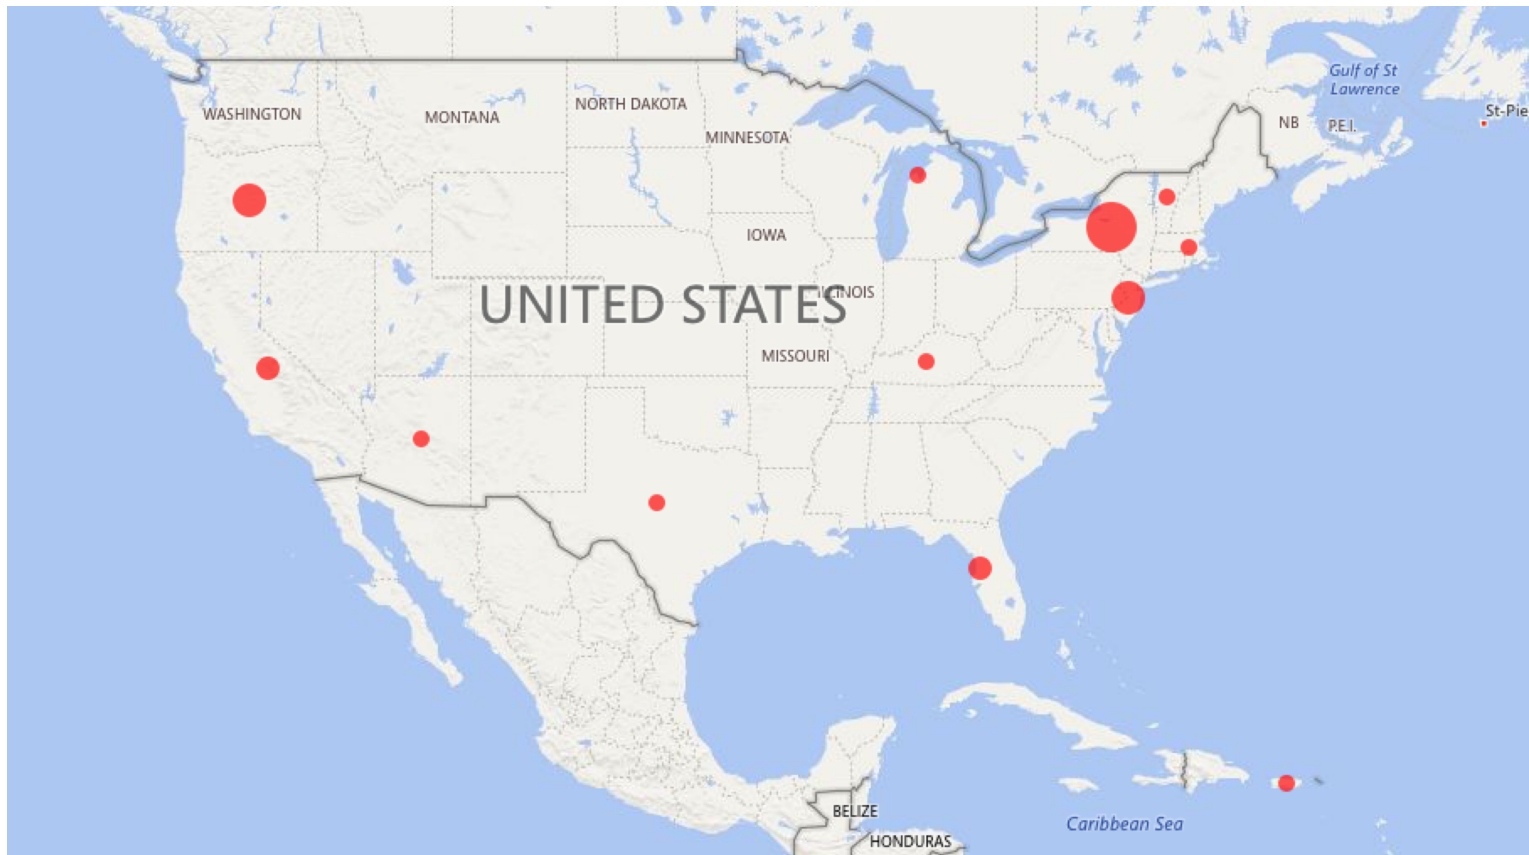 Gulf of St
Lawrence
St-Pie
NB
P.E.I.
WASHINGTON
MONTANA
NORTH DAKOTA
MINNESOTA
IOWA
ILLINOIS
UNITED STATES
MISSOURI
BELIZE
HONDURAS
Caribbean Sea